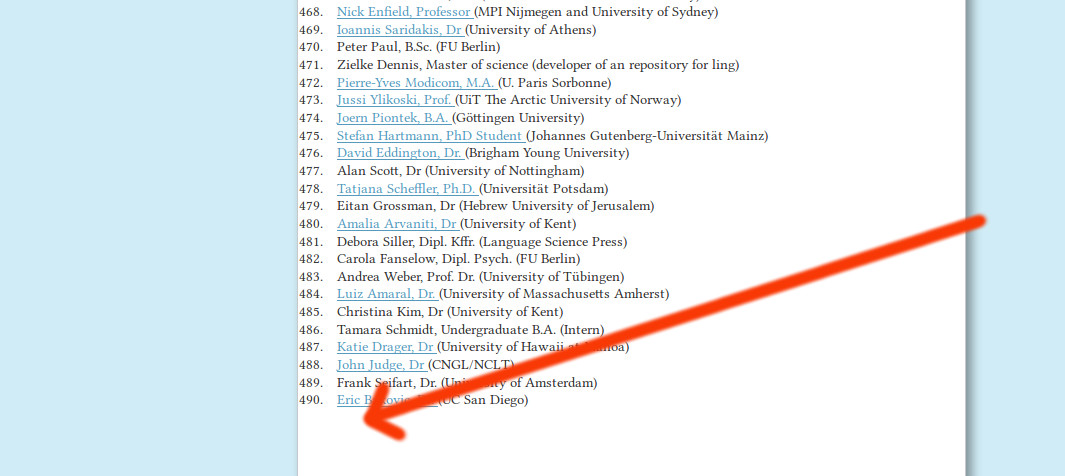 468. Nick Enfield, Professor (MPI Nijmegen and University of Sydney)
469. Ioannis Saridakis, Dr (University of Athens)
470. Peter Paul, B.Sc. (FU Berlin)
471. Zielke Dennis, Master of science (developer of an repository for ling)
472. Pierre-Yves Modicom, M.A. (U. Paris Sorbonne)
473. Jussi Ylikoski, Prof. (UiT The Arctic University of Norway)
474. Joern Piontek, B.A. (Göttingen University)
475. Stefan Hartmann, PhD Student (Johannes Gutenberg-Universität Mainz)
476. David Eddington, Dr. (Brigham Young University)
477. Alan Scott, Dr (University of Nottingham)
478. Tatjana Scheffler, Ph.D. (Universität Potsdam)
479. Eitan Grossman, Dr (Hebrew University of Jerusalem)
480. Amalia Arvaniti, Dr (University of Kent)
481. Debora Siller, Dipl. Kffr. (Language Science Press)
482. Carola Fanselow, Dipl. Psych. (FU Berlin)
483. Andrea Weber, Prof. Dr. (University of Tübingen)
484. Luiz Amaral, Dr. (University of Massachusetts Amherst)
485. Christina Kim, Dr (University of Kent)
486. Tamara Schmidt, Undergraduate B.A. (Intern)
487. Katie Drager, Dr (University of Hawaii at
488. John Judge, Dr (CNGL/NCLT)
489. Frank Seifart, Dr. (University of Amsterdam)
490. Eric (UC San Diego)